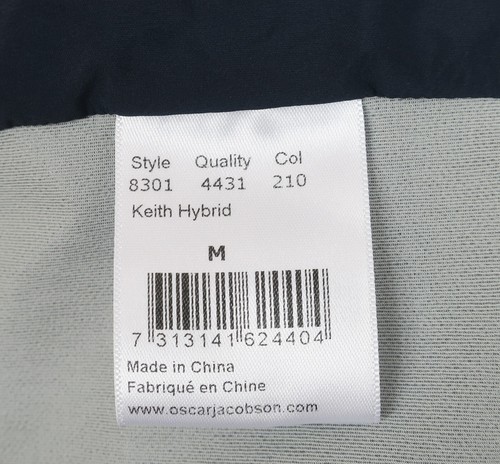 Style Quality Col
8301 4431 210
Keith Hybrid
M
7 313141 624404
Made in China
Fabriqué en Chine
www.oscarjacobson.com